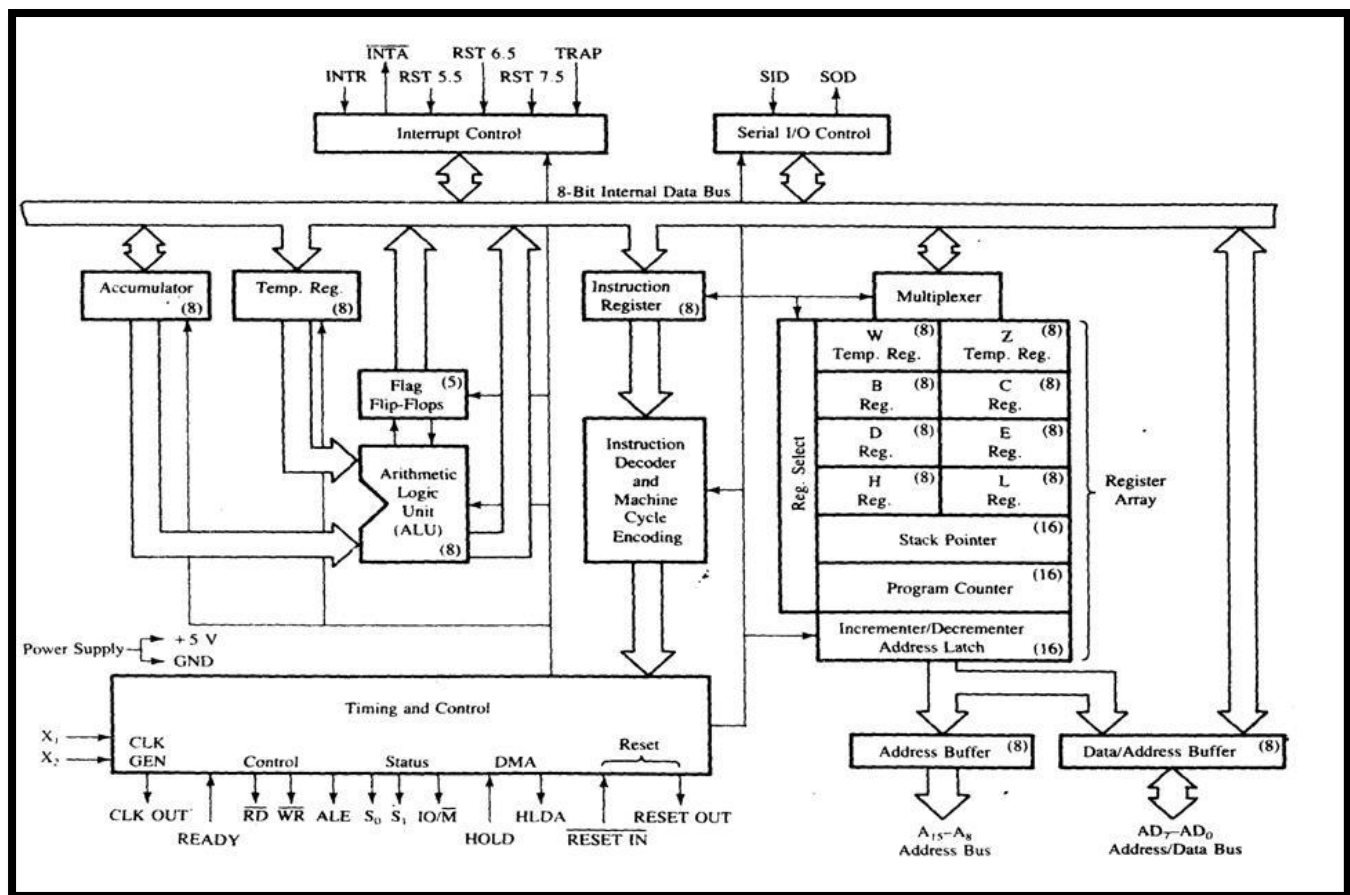 INTR
INTA
RST 5.5
RST 6.5
RST 7.5
TRAP
SID
SOD
Interrupt Control
Serial I/O Control
8-Bit Internal Data Bus
Accumulator
(8)
Temp. Reg.
(8)
Instruction
Register
(8)
Multiplexer
Flag
(5)
Flip-Flops
Arithmetic
Logic
Unit
(ALU)
(8)
Instruction
Decoder
and
Machine
Cycle
Encoding
Reg. Select
W (8)
Temp. Reg.
Z (8)
Temp. Reg.
B (8)
Reg.
C (8)
Reg.
D (8)
Reg.
E (8)
Reg.
H (8)
Reg.
L (8)
Reg.
Stack Pointer (16)
Program Counter (16)
Incrementer/Decrementer
Address Latch (16)
Register
Array
Power Supply
+5 V
GND
Timing and Control
X₁
X₂
CLK
GEN
Control
Status
DMA
Reset
CLK OUT
READY
RD
WR
ALE
S₀
S₁
IO/M
HOLD
HLDA
RESET IN
RESET OUT
Address Buffer (8)
Data/Address Buffer (8)
A₁₅–A₈
Address Bus
AD₇–AD₀
Address/Data Bus